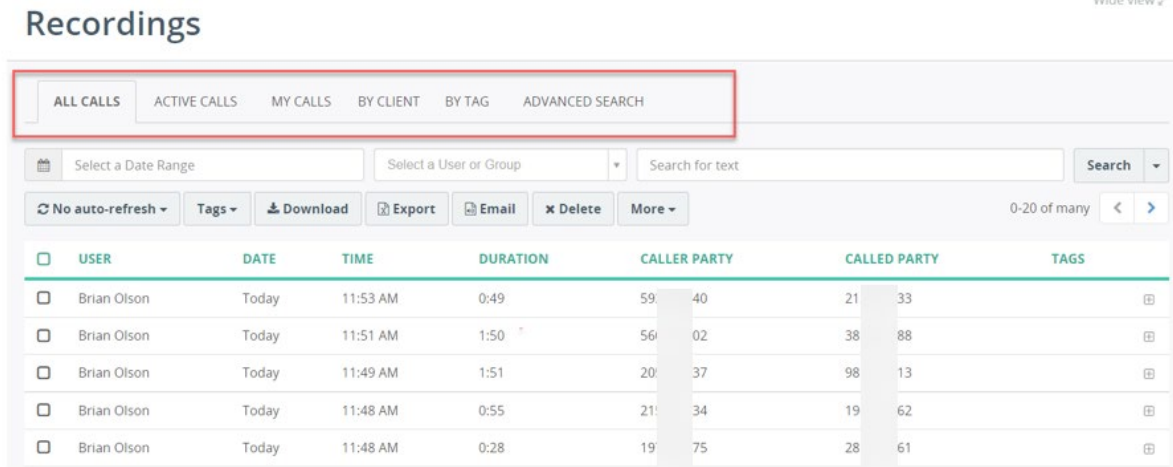 Wide view
Recordings
ALL CALLS ACTIVE CALLS MY CALLS BY CLIENT BY TAG ADVANCED SEARCH
Select a Date Range Select a User or Group Search for text Search
No auto-refresh Tags Download Export Email x Delete More 0-20 of many < >
USER DATE TIME DURATION CALLER PARTY CALLED PARTY TAGS
Brian Olson Today 11:53 AM 0:49 59 40 21 33
Brian Olson Today 11:51 AM 1:50 56 02 38 88
Brian Olson Today 11:49 AM 1:51 20 37 98 13
Brian Olson Today 11:48 AM 0:55 21 34 19 62
Brian Olson Today 11:48 AM 0:28 19 75 28 61